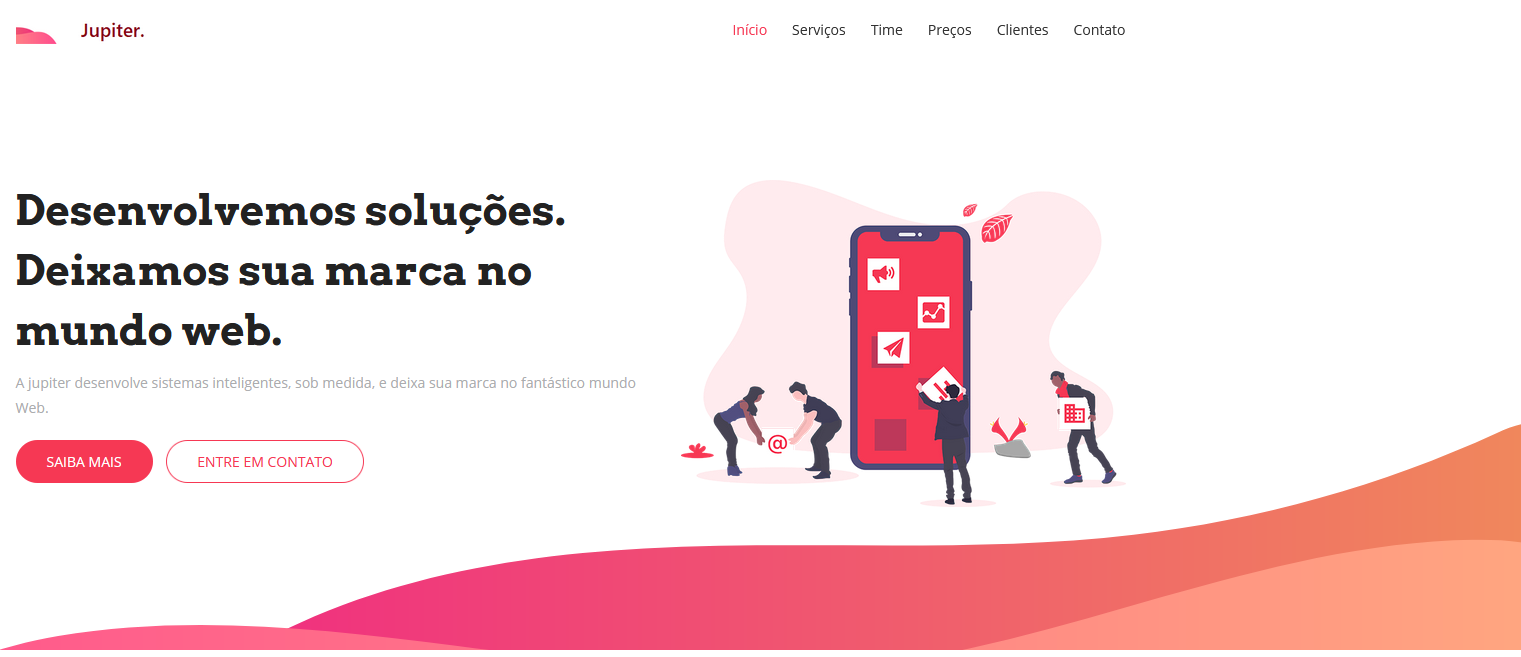 Jupiter.
Início Serviços Time Preços Clientes Contato
Desenvolvemos soluções.
Deixamos sua marca no
mundo web.
A jupiter desenvolve sistemas inteligentes, sob medida, e deixa sua marca no fantástico mundo
Web.
SAIBA MAIS ENTRE EM CONTATO
@